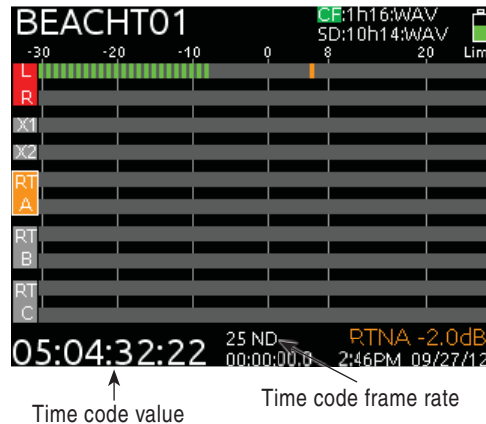 BEACHT01
CF:1h16:WAV
SD:10h14:WAV
-30 -20 -10 0 8 20 Lim
L
R
X1
X2
RT
A
RT
B
RT
C
05:04:32:22
25 ND
RTNA -2.0dB
00:00:00.0 2:46PM 09/27/12
Time code value
Time code frame rate